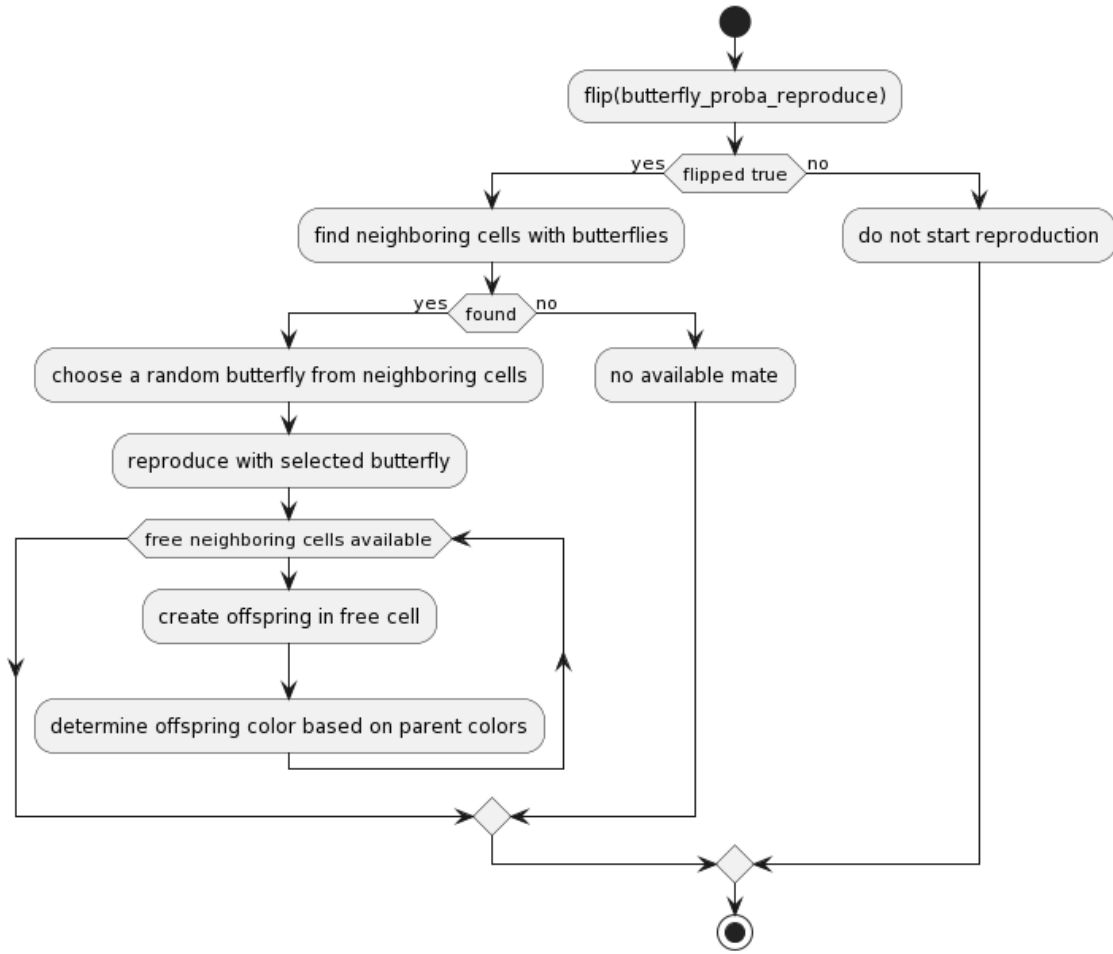 flip(butterfly_proba_reproduce)
yes
flipped true
no
find neighboring cells with butterflies
do not start reproduction
yes
found
no
choose a random butterfly from neighboring cells
no available mate
reproduce with selected butterfly
free neighboring cells available
create offspring in free cell
determine offspring color based on parent colors